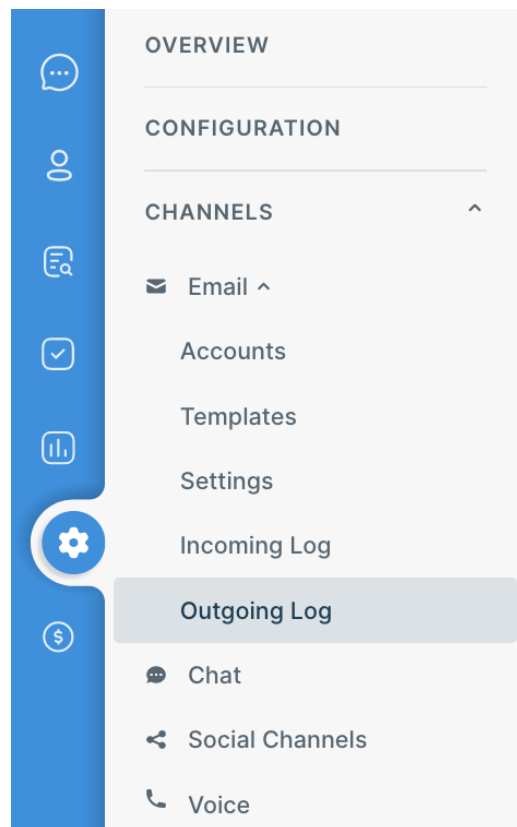 OVERVIEW
CONFIGURATION
CHANNELS
Email
Accounts
Templates
Settings
Incoming Log
Outgoing Log
Chat
Social Channels
Voice